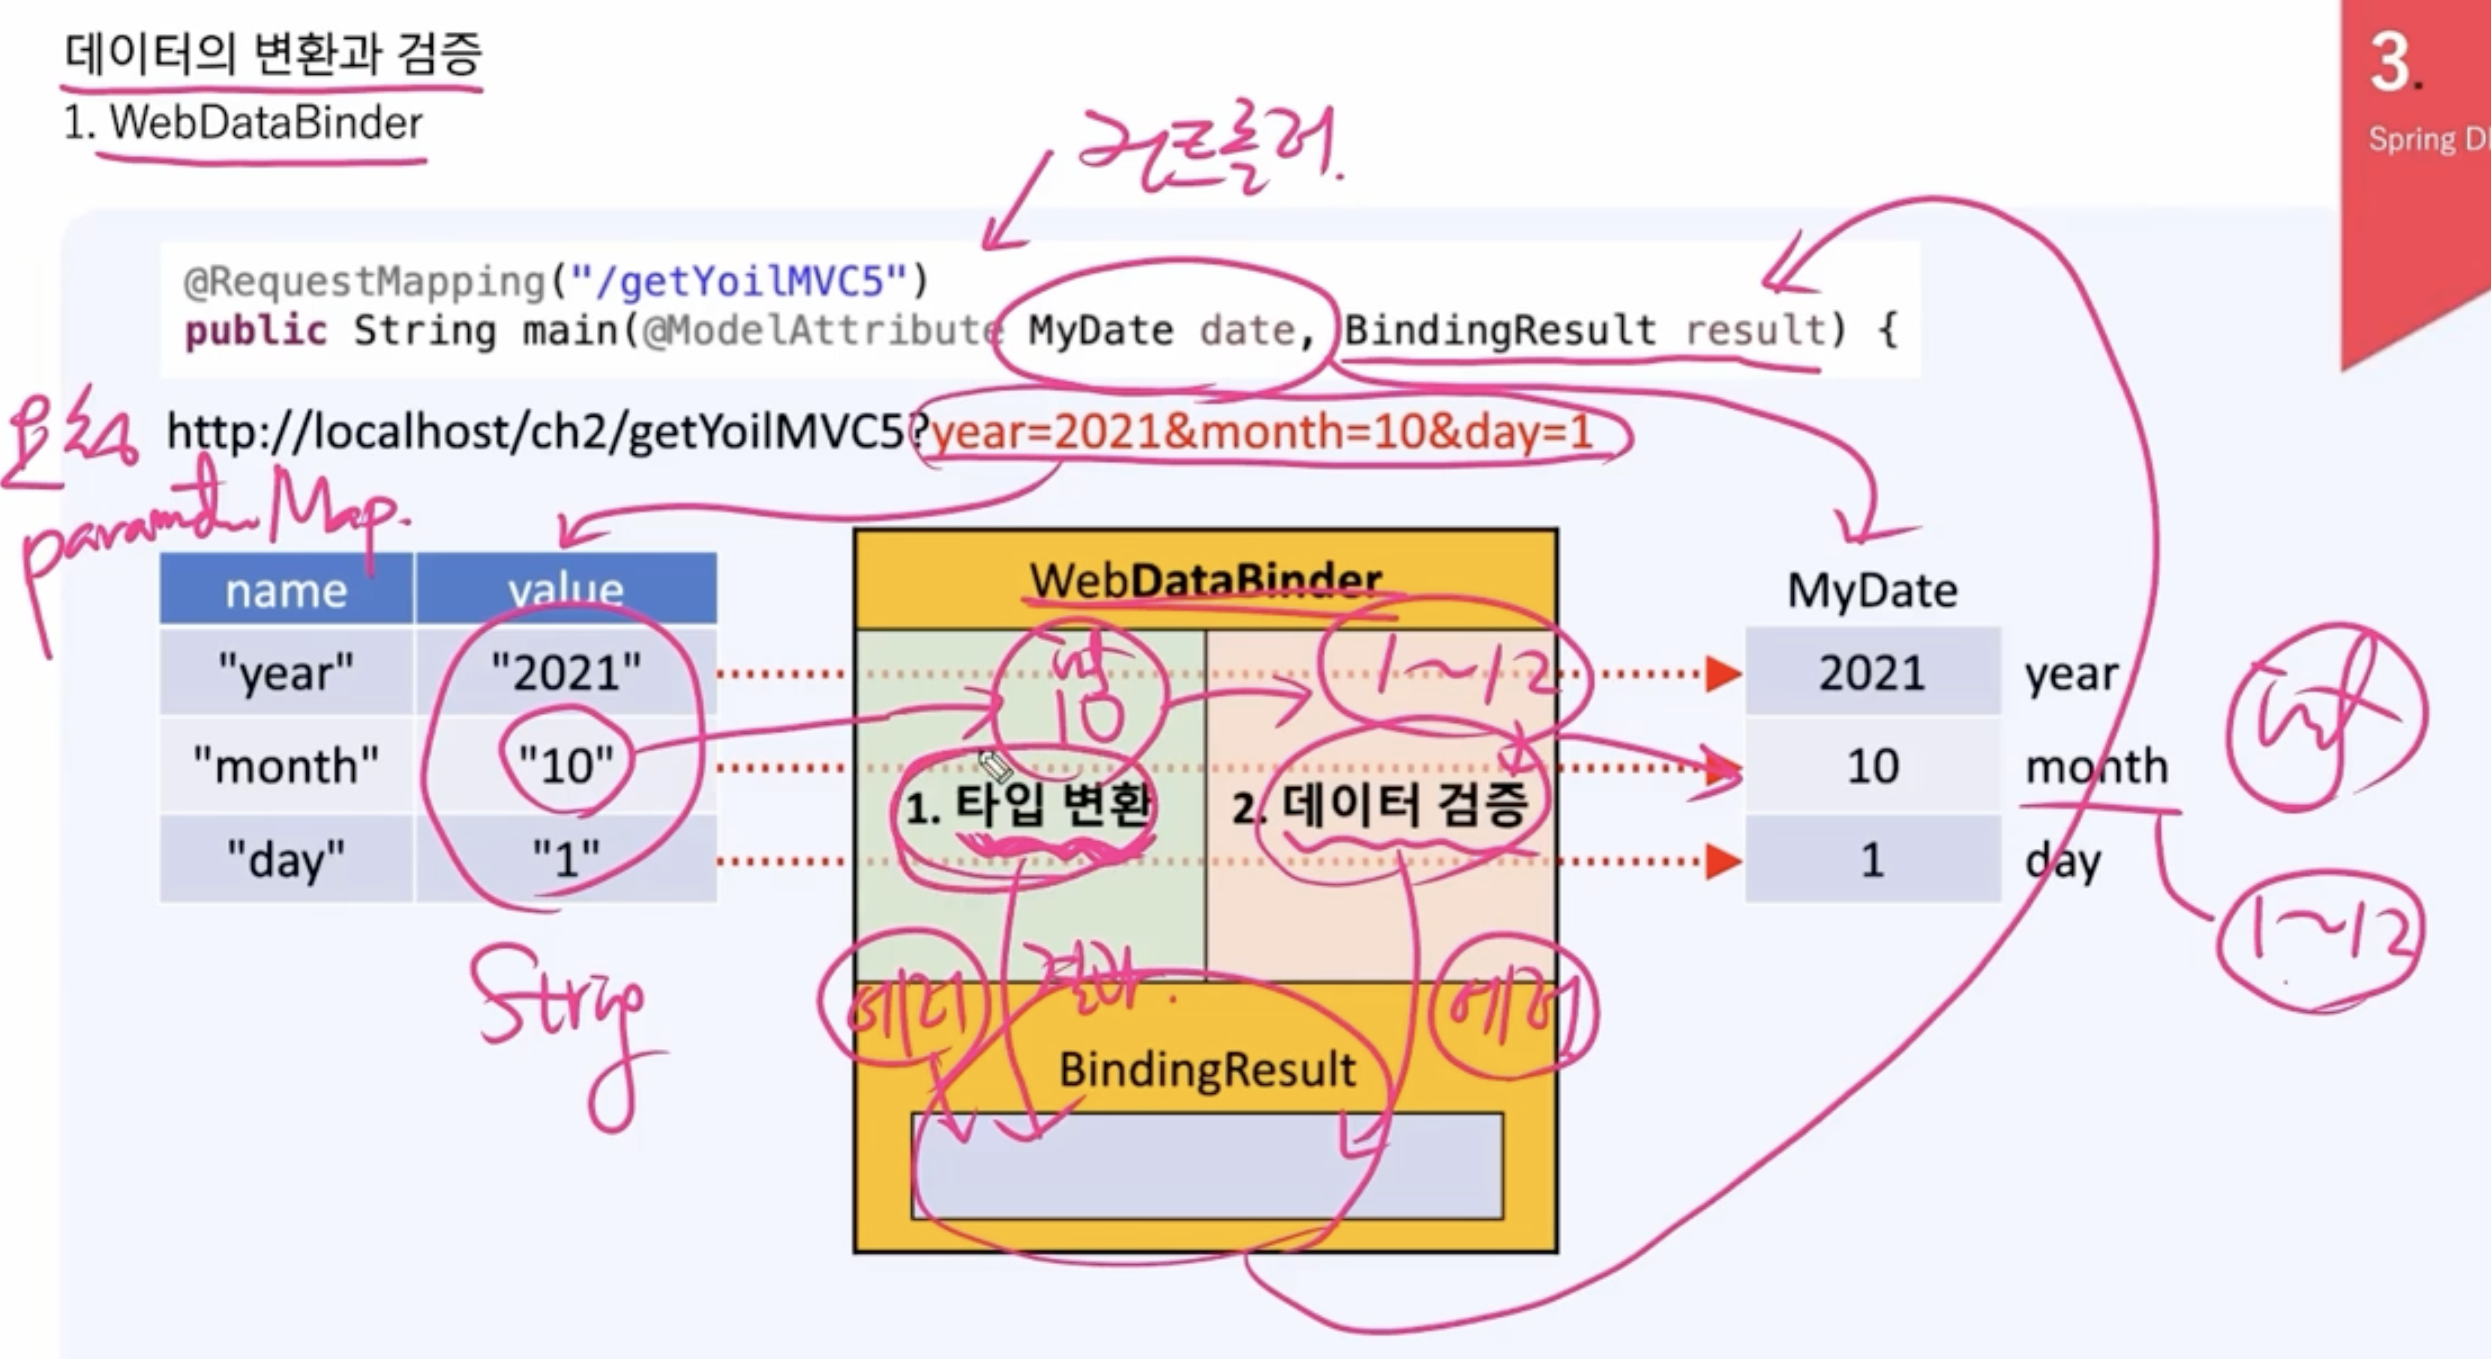 데이터의 변환과 검증
1. WebDataBinder
3.
Spring
컨트롤러.
@RequestMapping("/getYoilMVC5")
public String main(@ModelAttribute MyDate date, BindingResult result) {
요청
http://localhost/ch2/getYoilMVC5?year=2021&month=10&day=1
Map.
name value
WebDataBinder
MyDate
"year" "2021"
2021 year
int
10
1~12
int
"month" "10"
10 month
1. 타입 변환
2. 데이터 검증
"day" "1"
1 day
1~12
String
에러
결과.
에러
BindingResult